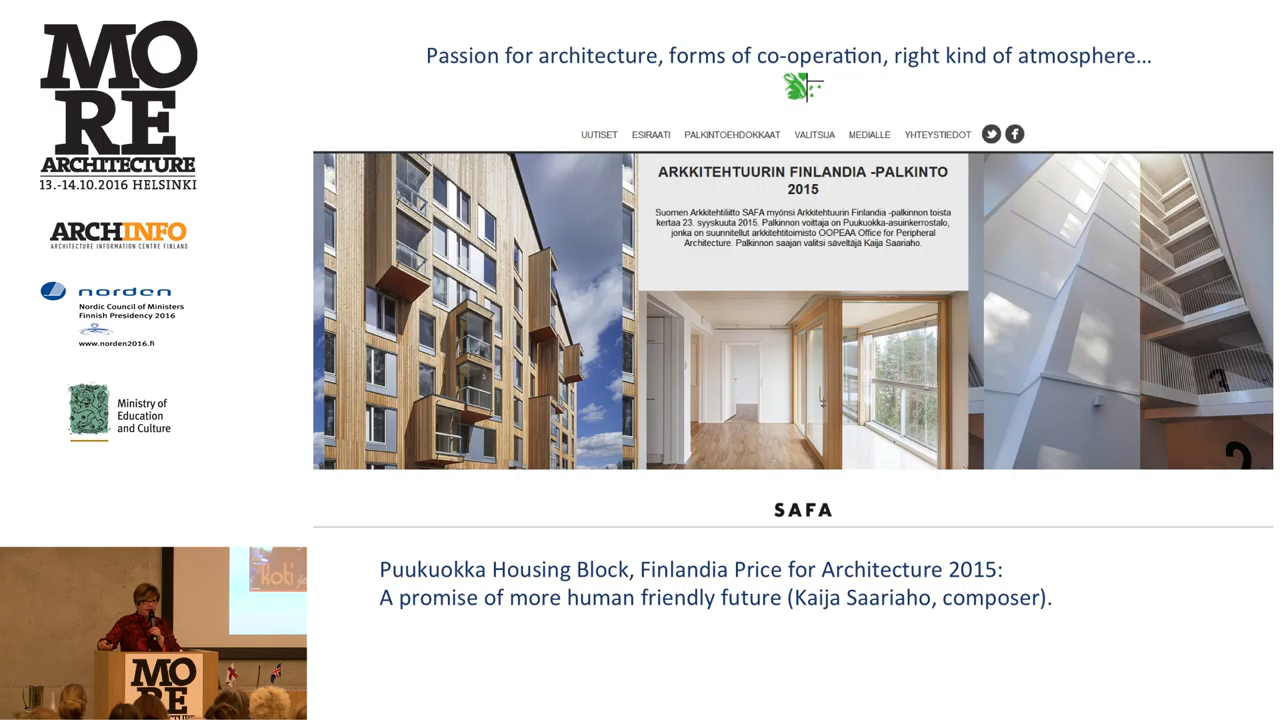 MO
RE
ARCHITECTURE
13.-14.10.2016 HELSINKI
ARCHINFO
ARCHITECTURE INFORMATION CENTRE FINLAND
norden
Nordic Council of Ministers
Finnish Presidency 2016
www.norden2016.fi
Ministry of
Education
and Culture
Passion for architecture, forms of co-operation, right kind of atmosphere…
UUTISET ESIRAATI PALKINTOEHDOKKAAT VALITSIJA MEDIALLE YHTEYSTIEDOT
ARKKITEHTUURIN FINLANDIA -PALKINTO
2015
Suomen Arkkitehtiliitto SAFA myönsi Arkkitehtuurin Finlandia -palkinnon toista
kertaa 23. syyskuuta 2015. Palkinnon voittaja on Puukuokka-asuinkerrostalo,
jonka on suunnitellut arkkitehtitoimisto OOPEAA Office for Peripheral
Architecture. Palkinnon saajan valitsi säveltäjä Kaija Saariaho.
3
2
SAFA
Puukuokka Housing Block, Finlandia Price for Architecture 2015:
A promise of more human friendly future (Kaija Saariaho, composer).
koti
MO
RE